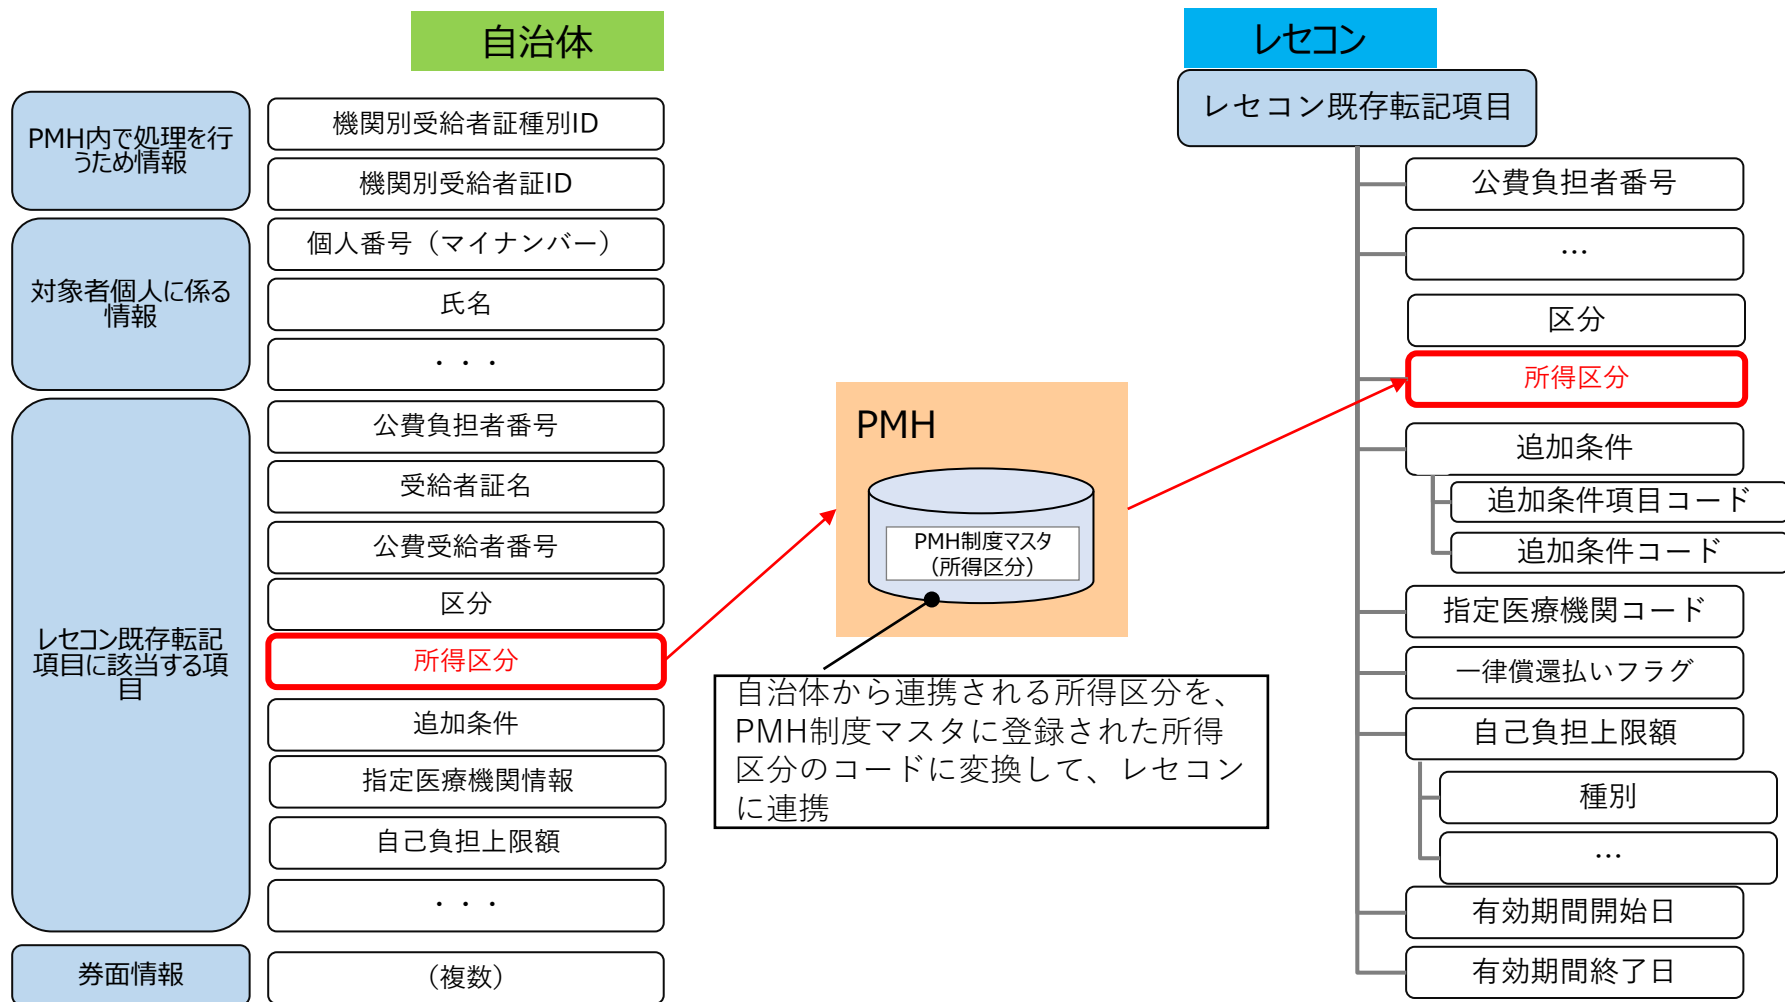 自治体
レセコン
PMH内で処理を行
うため情報
機関別受給者証種別ID
機関別受給者証ID
対象者個人に係る
情報
個人番号（マイナンバー）
氏名
・・・
レセコン既存転記
項目に該当する項
目
公費負担者番号
受給者証名
公費受給者番号
区分
所得区分
追加条件
指定医療機関情報
自己負担上限額
・・・
券面情報
（複数）
PMH
PMH制度マスタ
（所得区分）
自治体から連携される所得区分を、
PMH制度マスタに登録された所得
区分のコードに変換して、レセコン
に連携
レセコン既存転記項目
公費負担者番号
…
区分
所得区分
追加条件
追加条件項目コード
追加条件コード
指定医療機関コード
一律償還払いフラグ
自己負担上限額
種別
…
有効期間開始日
有効期間終了日